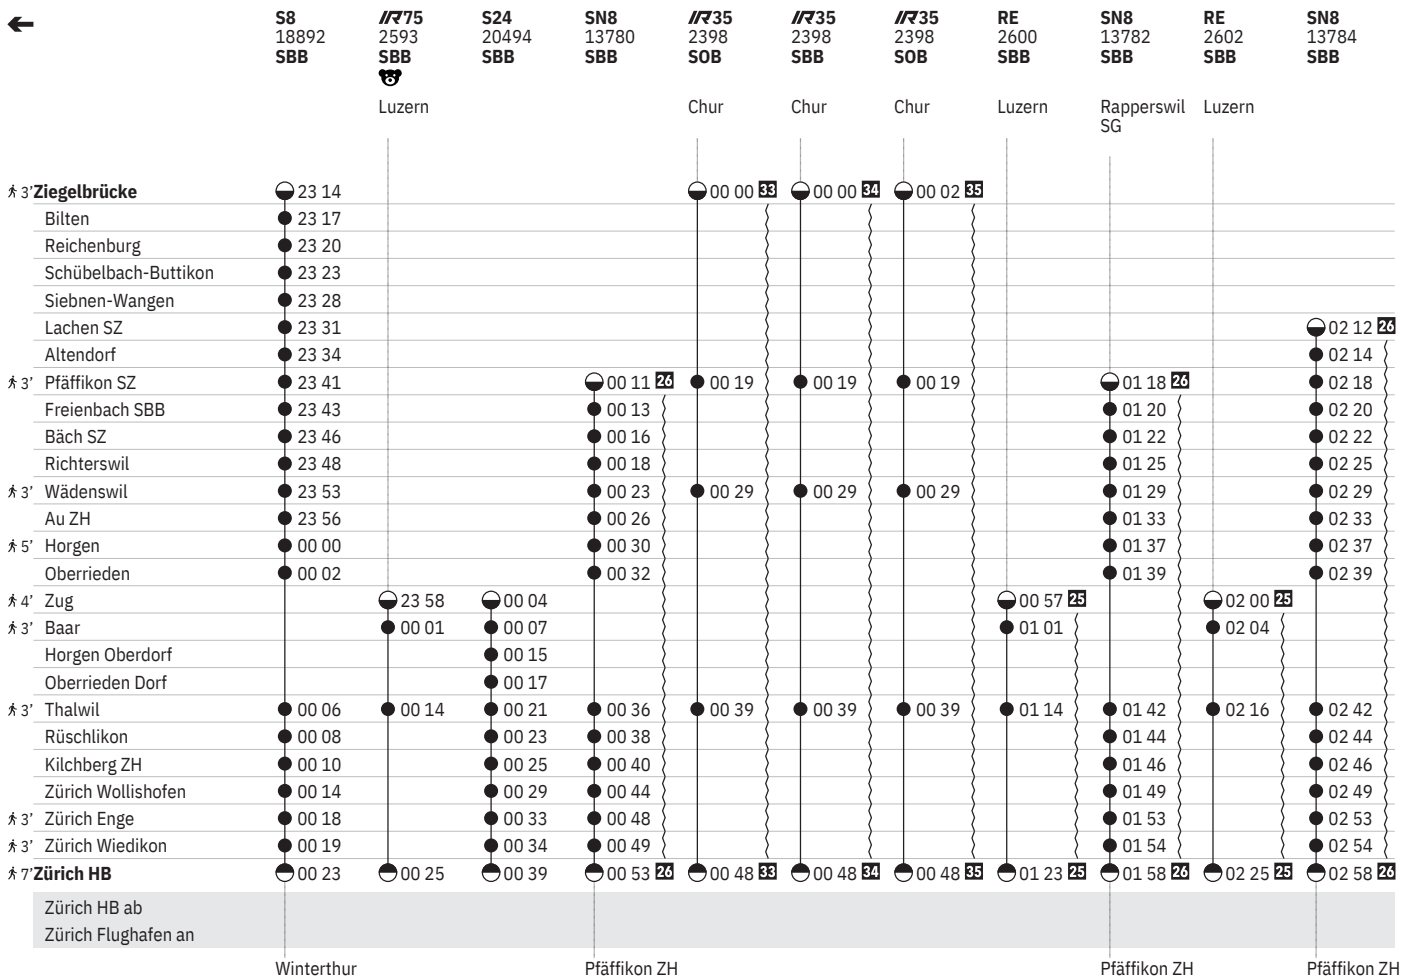 S8 IR75 S24 SN8 IR35 IR35 IR35 RE SN8 RE SN8
18892 2593 20494 13780 2398 2398 2398 2600 13782 2602 13784
SBB SBB SBB SBB SOB SBB SOB SBB SBB SBB SBB
Luzern Chur Chur Chur Luzern Rapperswil Luzern
SG
3’ Ziegelbrücke 23 14 00 00 33 00 00 34 00 02 35
Bilten 23 17
Reichenburg 23 20
Schübelbach-Buttikon 23 23
Siebnen-Wangen 23 28
Lachen SZ 23 31 02 12 26
Altendorf 23 34 02 14
3’ Pfäffikon SZ 23 41 00 11 26 00 19 00 19 00 19 01 18 26 02 18
Freienbach SBB 23 43 00 13 01 20 02 20
Bäch SZ 23 46 00 16 01 22 02 22
Richterswil 23 48 00 18 01 25 02 25
3’ Wädenswil 23 53 00 23 00 29 00 29 00 29 01 29 02 29
Au ZH 23 56 00 26 01 33 02 33
5’ Horgen 00 00 00 30 01 37 02 37
Oberrieden 00 02 00 32 01 39 02 39
4’ Zug 23 58 00 04 00 57 25 02 00 25
3’ Baar 00 01 00 07 01 01 02 04
Horgen Oberdorf 00 15
Oberrieden Dorf 00 17
3’ Thalwil 00 06 00 14 00 21 00 36 00 39 00 39 00 39 01 14 01 42 02 16 02 42
Rüschlikon 00 08 00 23 00 38 01 44 02 44
Kilchberg ZH 00 10 00 25 00 40 01 46 02 46
Zürich Wollishofen 00 14 00 29 00 44 01 49 02 49
3’ Zürich Enge 00 18 00 33 00 48 01 53 02 53
3’ Zürich Wiedikon 00 19 00 34 00 49 01 54 02 54
7’ Zürich HB 00 23 00 25 00 39 00 53 26 00 48 33 00 48 34 00 48 35 01 23 25 01 58 26 02 25 25 02 58 26
Zürich HB ab
Zürich Flughafen an
Winterthur Pfäffikon ZH Pfäffikon ZH Pfäffikon ZH